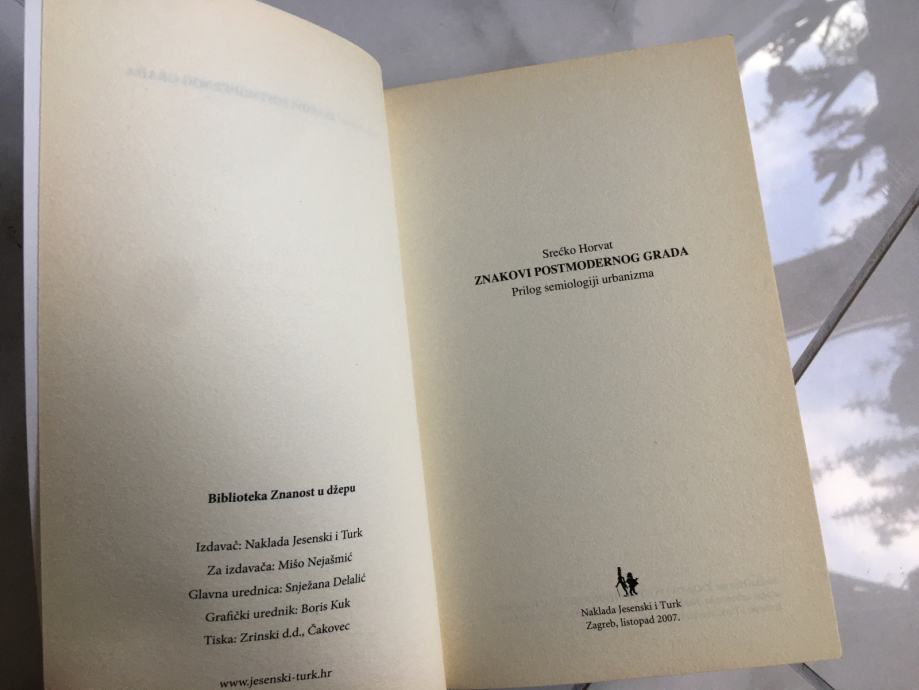 Biblioteka Znanost u džepu
Izdavač: Naklada Jesenski i Turk
Za izdavača: Mišo Nejašmić
Glavna urednica: Snježana Delalić
Grafički urednik: Boris Kuk
Tiska: Zrinski d.d., Čakovec
www.jesenski-turk.hr
Srećko Horvat
ZNAKOVI POSTMODERNOG GRADA
Prilog semiologiji urbanizma
Naklada Jesenski i Turk
Zagreb, listopad 2007.